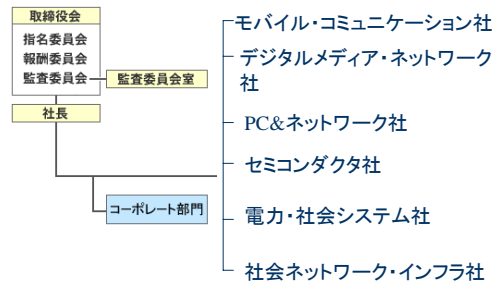 取締役会
指名委員会
報酬委員会
監査委員会
監査委員会室
社長
コーポレート部門
モバイル・コミュニケーション社
デジタルメディア・ネットワーク
社
PC&ネットワーク社
セミコンダクタ社
電力・社会システム社
社会ネットワーク・インフラ社